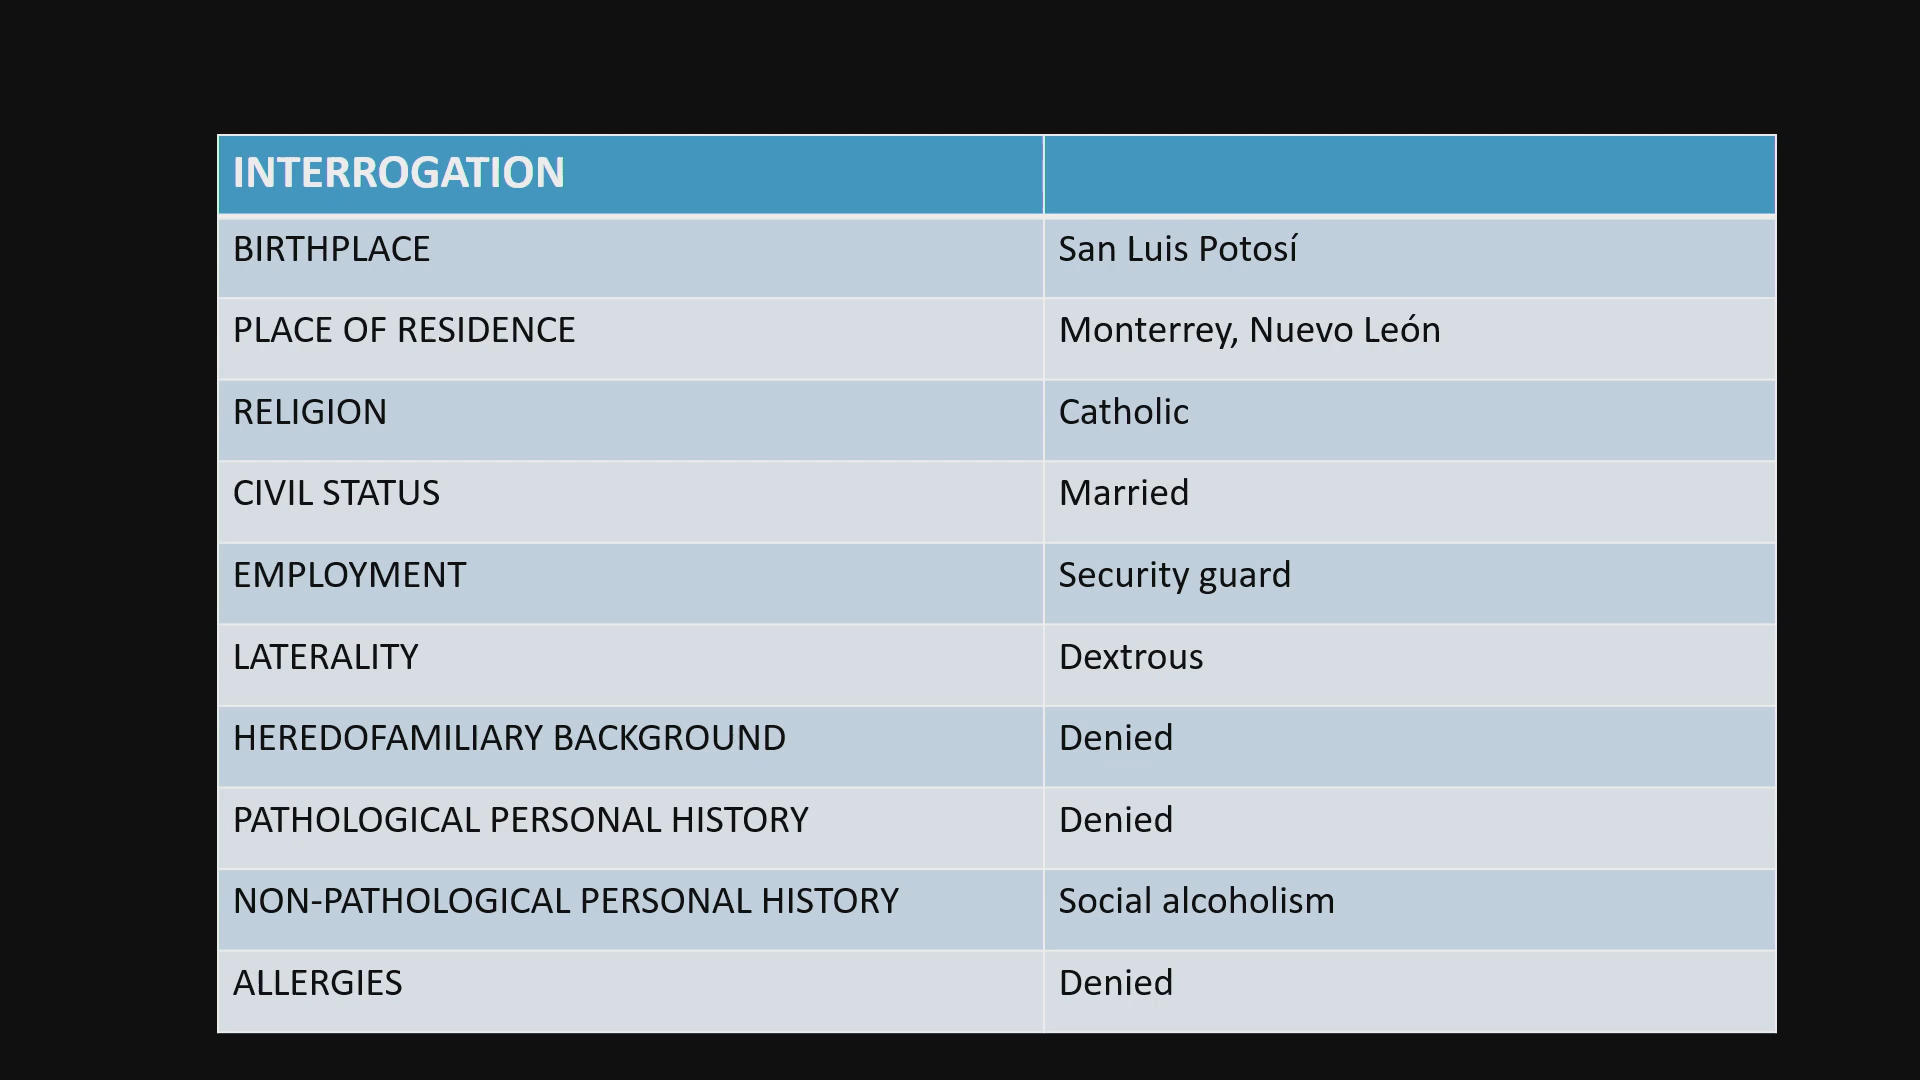 INTERROGATION
BIRTHPLACE San Luis Potosí
PLACE OF RESIDENCE Monterrey, Nuevo León
RELIGION Catholic
CIVIL STATUS Married
EMPLOYMENT Security guard
LATERALITY Dextrous
HEREDOFAMILIARY BACKGROUND Denied
PATHOLOGICAL PERSONAL HISTORY Denied
NON-PATHOLOGICAL PERSONAL HISTORY Social alcoholism
ALLERGIES Denied